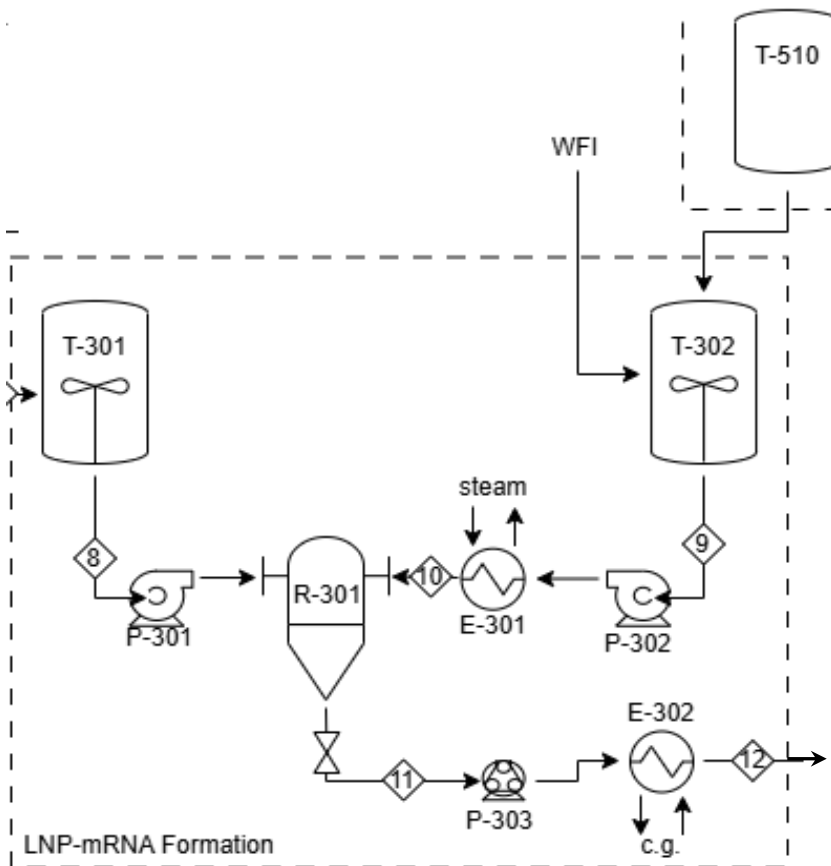 T-510
WFI
T-301
T-302
steam
8
9
10
R-301
E-301
P-301
P-302
E-302
11
12
P-303
c.g.
LNP-mRNA Formation